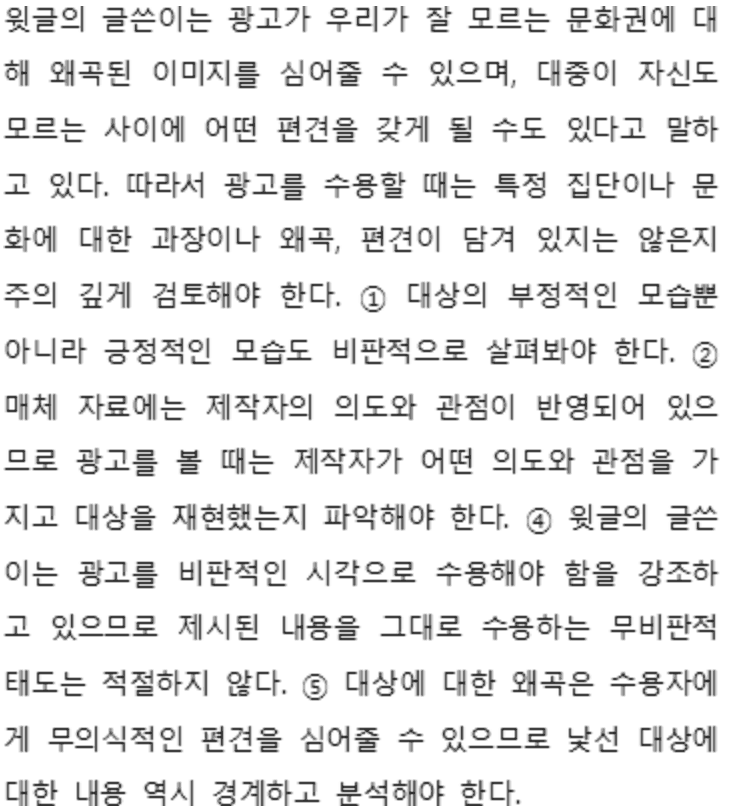 윗글의 글쓴이는 광고가 우리가 잘 모르는 문화권에 대
해 왜곡된 이미지를 심어줄 수 있으며, 대중이 자신도
모르는 사이에 어떤 편견을 갖게 될 수도 있다고 말하
고 있다. 따라서 광고를 수용할 때는 특정 집단이나 문
화에 대한 과장이나 왜곡, 편견이 담겨 있지는 않은지
주의 깊게 검토해야 한다. ① 대상의 부정적인 모습뿐
아니라 긍정적인 모습도 비판적으로 살펴봐야 한다. ②
매체 자료에는 제작자의 의도와 관점이 반영되어 있으
므로 광고를 볼 때는 제작자가 어떤 의도와 관점을 가
지고 대상을 재현했는지 파악해야 한다. ④ 윗글의 글쓴
이는 광고를 비판적인 시각으로 수용해야 함을 강조하
고 있으므로 제시된 내용을 그대로 수용하는 무비판적
태도는 적절하지 않다. ⑤ 대상에 대한 왜곡은 수용자에
게 무의식적인 편견을 심어줄 수 있으므로 낯선 대상에
대한 내용 역시 경계하고 분석해야 한다.